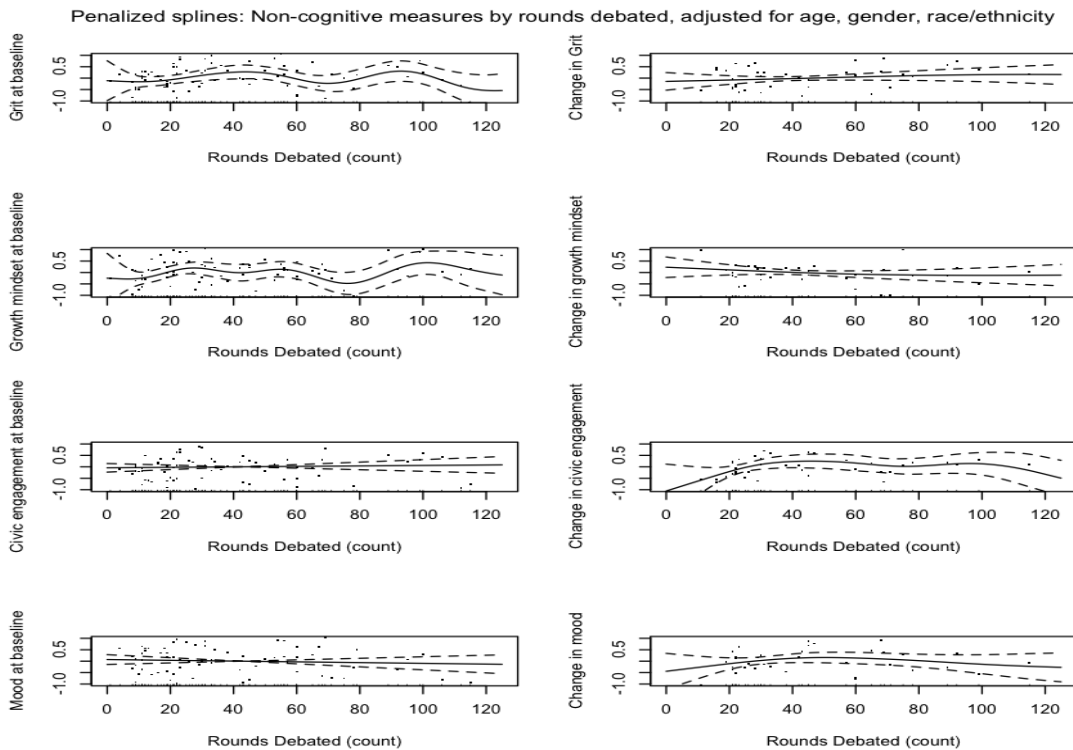 Penalized splines: Non-cognitive measures by rounds debated, adjusted for age, gender, race/ethnicity
Grit at baseline
-1.0 0.5
0 20 40 60 80 100 120
Rounds Debated (count)
Change in Grit
-1.0 0.5
0 20 40 60 80 100 120
Rounds Debated (count)
Growth mindset at baseline
-1.0 0.5
0 20 40 60 80 100 120
Rounds Debated (count)
Change in growth mindset
-1.0 0.5
0 20 40 60 80 100 120
Rounds Debated (count)
Civic engagement at baseline
-1.0 0.5
0 20 40 60 80 100 120
Rounds Debated (count)
Change in civic engagement
-1.0 0.5
0 20 40 60 80 100 120
Rounds Debated (count)
Mood at baseline
-1.0 0.5
0 20 40 60 80 100 120
Rounds Debated (count)
Change in mood
-1.0 0.5
0 20 40 60 80 100 120
Rounds Debated (count)